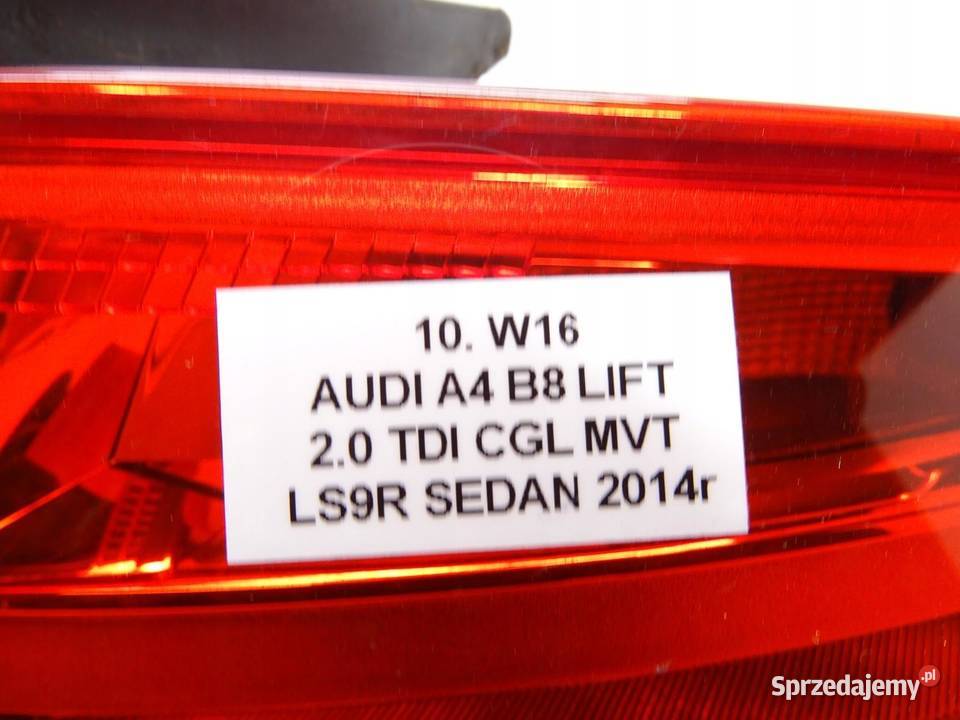 10. W16
AUDI A4 B8 LIFT
2.0 TDI CGL MVT
LS9R SEDAN 2014r
Sprzedajemy.pl